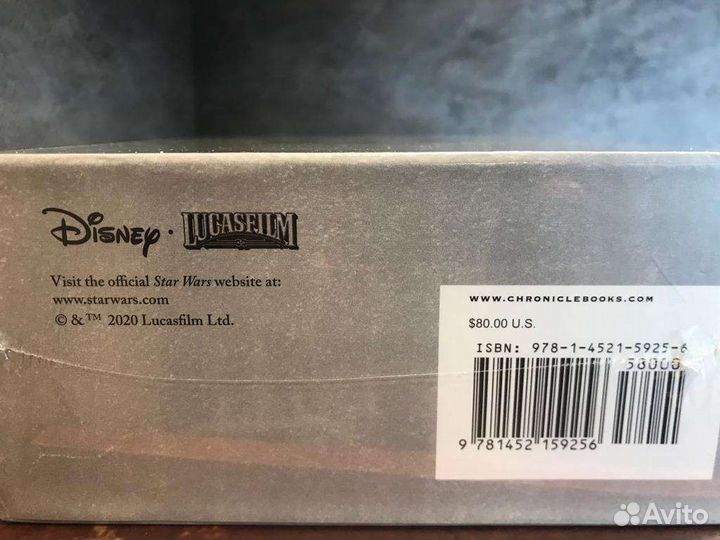 Disney · LUCASFILM
Visit the official Star Wars website at:
www.starwars.com
© & ™ 2020 Lucasfilm Ltd.
WWW.CHRONICLEBOOKS.COM
$80.00 U.S.
ISBN: 978-1-4521-5925-6
58000
9 781452 159256
Avito